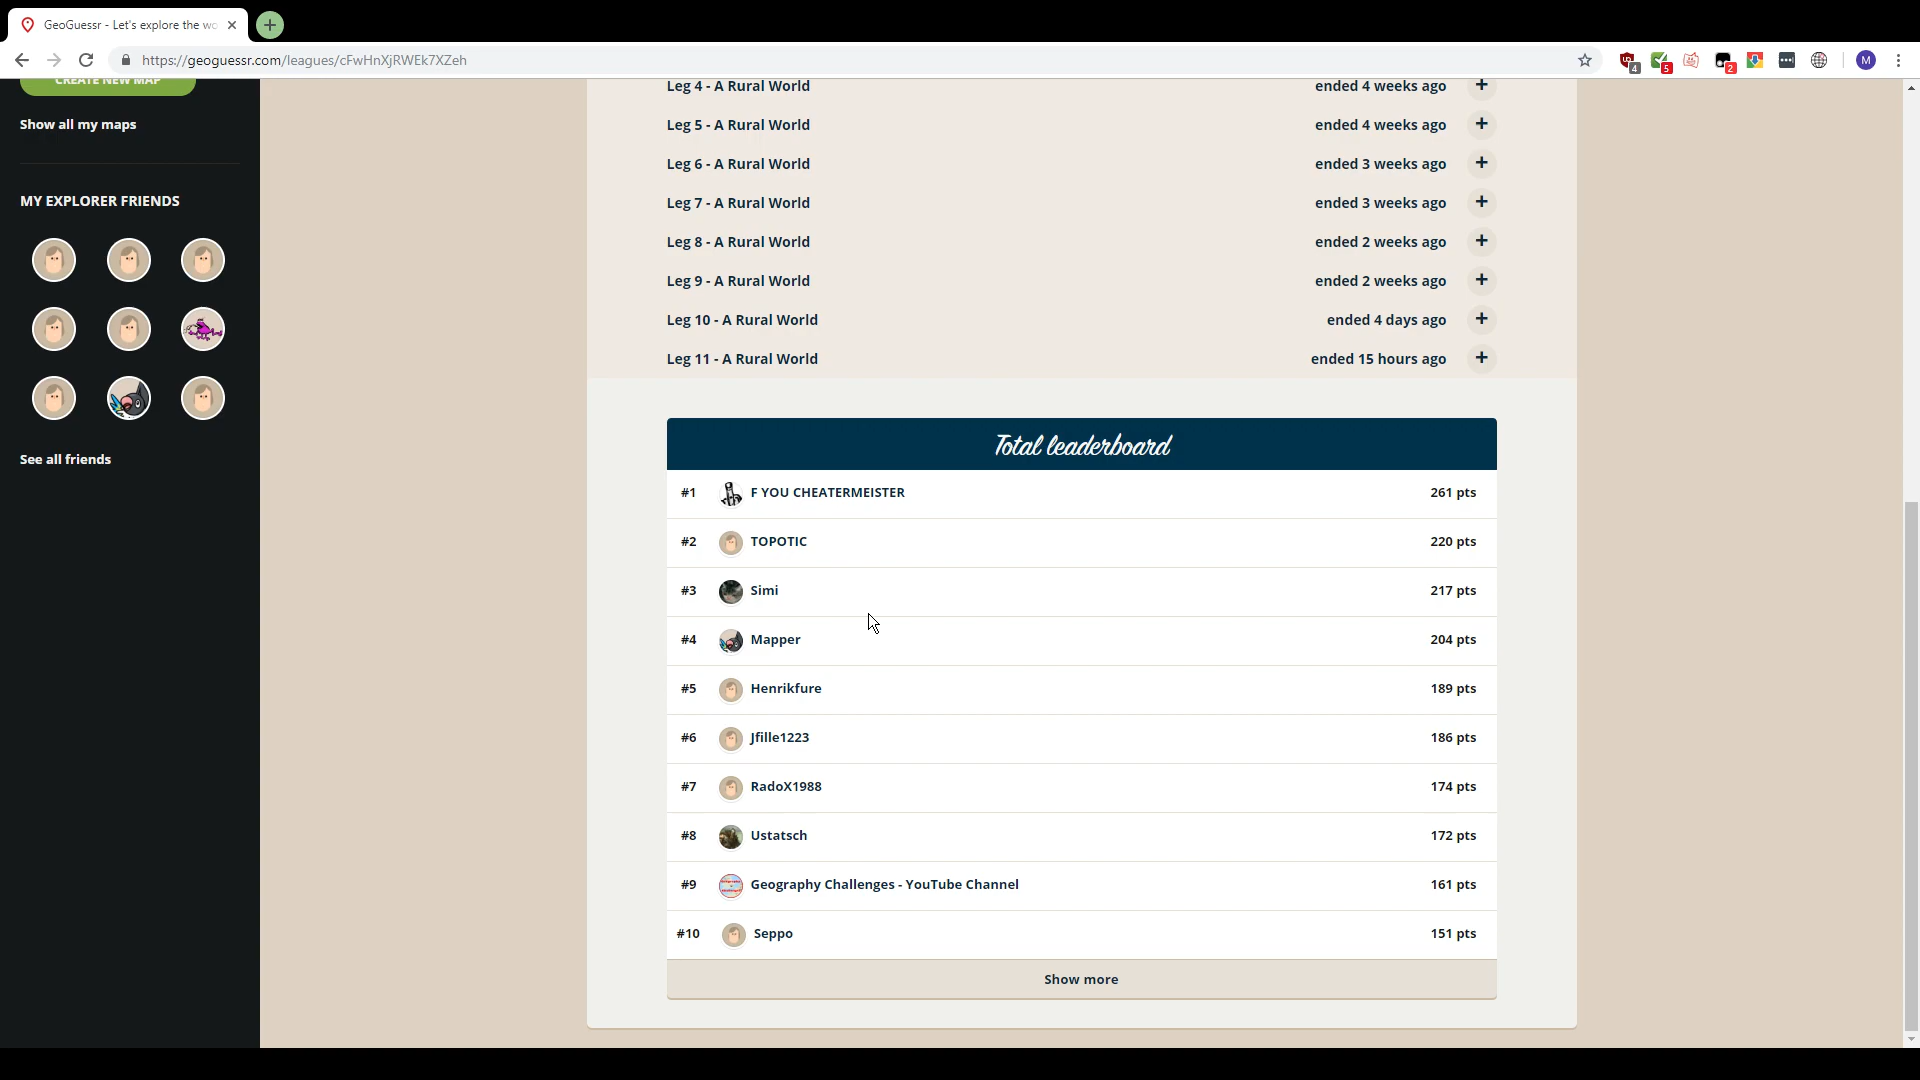 GeoGuessr - Let's explore the wo
https://geoguessr.com/leagues/cFwHnXjRWEk7XZeh
4
5
2
M
CREATE NEW MAP
Show all my maps
MY EXPLORER FRIENDS
See all friends
Leg 4 - A Rural World ended 4 weeks ago +
Leg 5 - A Rural World ended 4 weeks ago +
Leg 6 - A Rural World ended 3 weeks ago +
Leg 7 - A Rural World ended 3 weeks ago +
Leg 8 - A Rural World ended 2 weeks ago +
Leg 9 - A Rural World ended 2 weeks ago +
Leg 10 - A Rural World ended 4 days ago +
Leg 11 - A Rural World ended 15 hours ago +
Total leaderboard
#1 F YOU CHEATERMEISTER 261 pts
#2 TOPOTIC 220 pts
#3 Simi 217 pts
#4 Mapper 204 pts
#5 Henrikfure 189 pts
#6 Jfille1223 186 pts
#7 RadoX1988 174 pts
#8 Ustatsch 172 pts
#9 Geography Challenges - YouTube Channel 161 pts
#10 Seppo 151 pts
Show more